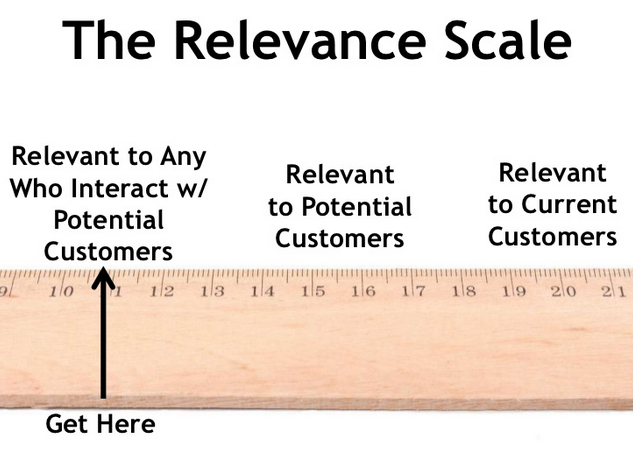 The Relevance Scale
Relevant to Any
Who Interact w/
Potential
Customers
Relevant
to Potential
Customers
Relevant
to Current
Customers
9 10 11 12 13 14 15 16 17 18 19 20 21
Get Here